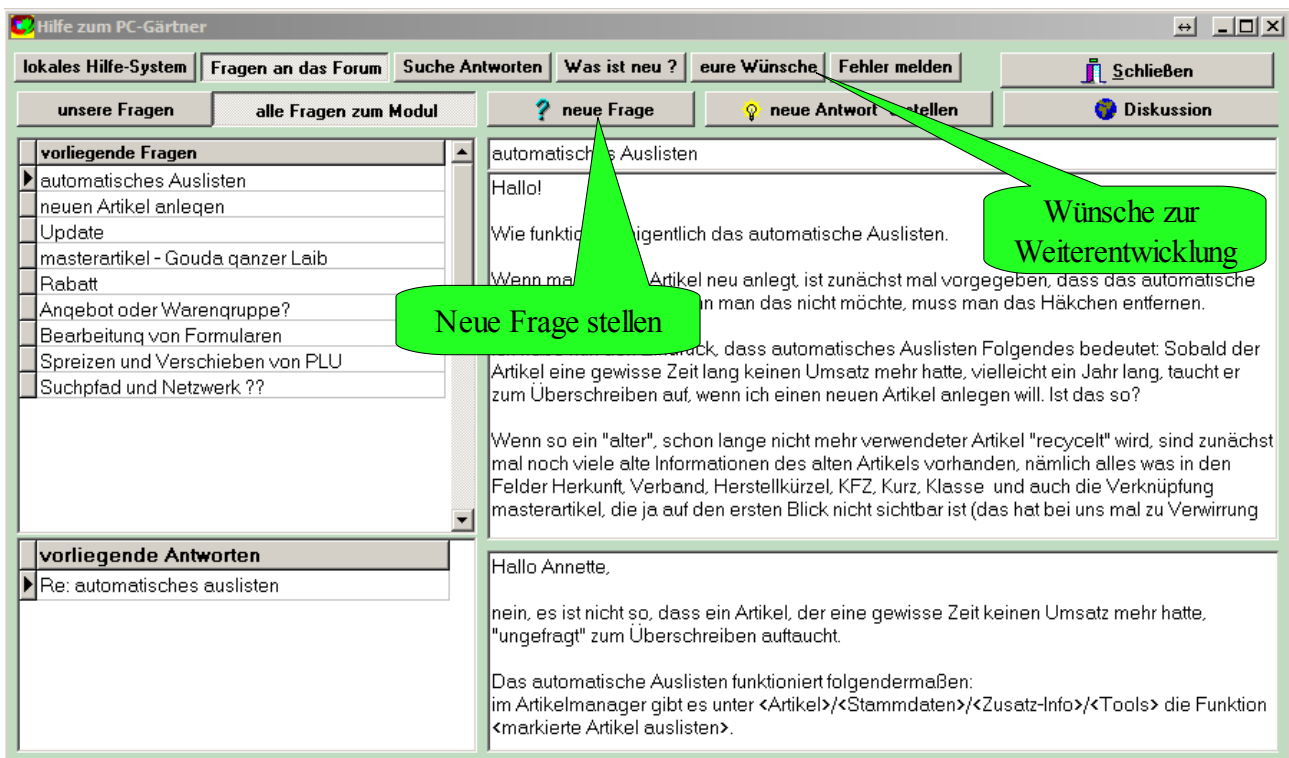 Hilfe zum PC-Gärtner
lokales Hilfe-System Fragen an das Forum Suche Antworten Was ist neu ? eure Wünsche Fehler melden Schließen
unsere Fragen alle Fragen zum Modul neue Frage neue Antwort stellen Diskussion
vorliegende Fragen
automatisches Auslisten
neuen Artikel anlegen
Update
masterartikel - Gouda ganzer Laib
Rabatt
Angebot oder Warengruppe?
Bearbeitung von Formularen
Spreizen und Verschieben von PLU
Suchpfad und Netzwerk ??
automatisches Auslisten
Hallo!
Wie funktio eigentlich das automatische Auslisten.
Wenn ma Artikel neu anlegt, ist zunächst mal vorgegeben, dass das automatische
man das nicht möchte, muss man das Häkchen entfernen.
dass automatisches Auslisten Folgendes bedeutet: Sobald der
Artikel eine gewisse Zeit lang keinen Umsatz mehr hatte, vielleicht ein Jahr lang, taucht er
zum Überschreiben auf, wenn ich einen neuen Artikel anlegen will. Ist das so?
Wenn so ein "alter", schon lange nicht mehr verwendeter Artikel "recycelt" wird, sind zunächst
mal noch viele alte Informationen des alten Artikels vorhanden, nämlich alles was in den
Felder Herkunft, Verband, Herstellkürzel, KFZ, Kurz, Klasse und auch die Verknüpfung
masterartikel, die ja auf den ersten Blick nicht sichtbar ist (das hat bei uns mal zu Verwirrung
Neue Frage stellen
Wünsche zur
Weiterentwicklung
vorliegende Antworten
Re: automatisches auslisten
Hallo Annette,
nein, es ist nicht so, dass ein Artikel, der eine gewisse Zeit keinen Umsatz mehr hatte,
"ungefragt" zum Überschreiben auftaucht.
Das automatische Auslisten funktioniert folgendermaßen:
im Artikelmanager gibt es unter <Artikel>/<Stammdaten>/<Zusatz-Info>/<Tools> die Funktion
<markierte Artikel auslisten>.